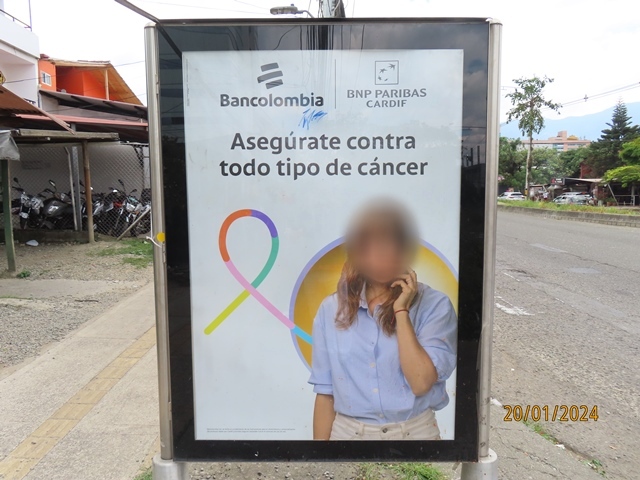 Bancolombia
BNP PARIBAS
CARDIF
Asegúrate contra
todo tipo de cáncer
20/01/2024